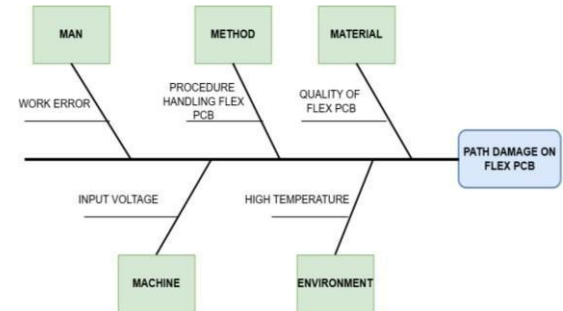 MAN
METHOD
MATERIAL
WORK ERROR
PROCEDURE
HANDLING FLEX
PCB
QUALITY OF
FLEX PCB
PATH DAMAGE ON
FLEX PCB
INPUT VOLTAGE
HIGH TEMPERATURE
MACHINE
ENVIRONMENT